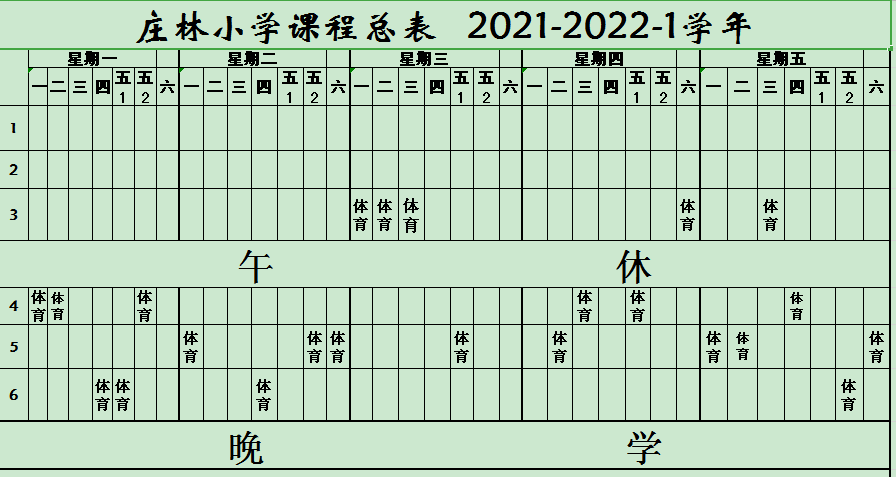 庄林小学课程总表 2021-2022-1学年
星期一 星期二 星期三 星期四 星期五
一 二 三 四 五1 五2 六 一 二 三 四 五1 五2 六 一 二 三 四 五1 五2 六 一 二 三 四 五1 五2 六 一 二 三 四 五1 五2 六
1
2
3 体育 体育 体育 体育 体育
午 休
4 体育 体育 体育 体育 体育 体育
5 体育 体育 体育 体育 体育 体育 体育 体育
6 体育 体育 体育 体育
晚 学